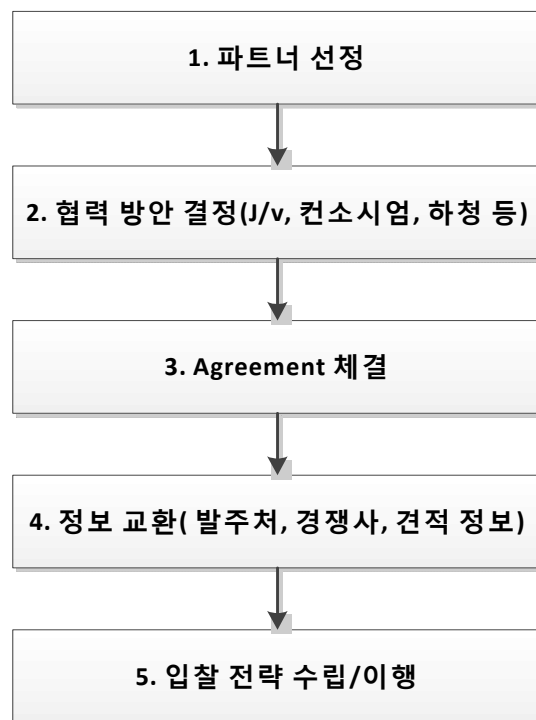 1. 파트너 선정
2. 협력 방안 결정(J/v, 컨소시엄, 하청 등)
3. Agreement 체결
4. 정보 교환( 발주처, 경쟁사, 견적 정보)
5. 입찰 전략 수립/이행